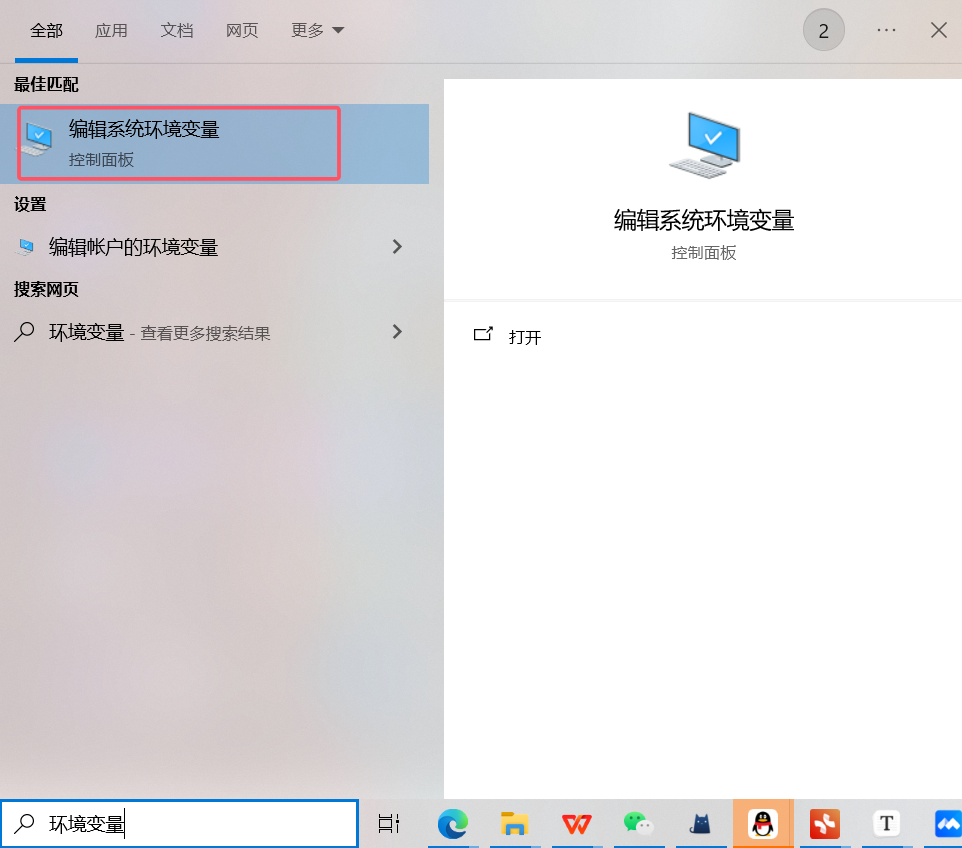 全部 应用 文档 网页 更多
2 ···
最佳匹配
编辑系统环境变量
控制面板
设置
编辑帐户的环境变量
搜索网页
环境变量 - 查看更多搜索结果
编辑系统环境变量
控制面板
打开
环境变量
T